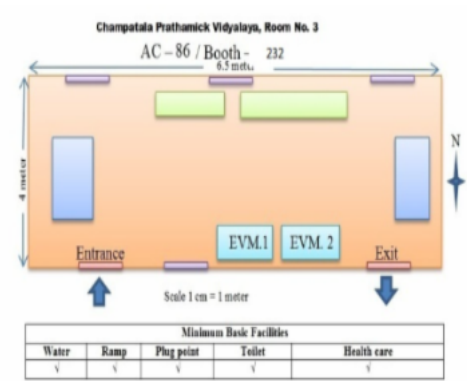 Champatala Prathamick Vidyalaya, Room No. 3
AC – 86 / Booth - 232
6.5 metu.
N
4 meter
EVM.1 EVM. 2
Entrance Exit
Scale 1 cm = 1 meter
Minimum Basic Facilities
Water Ramp Plug point Toilet Health care
√ √ √ √ √